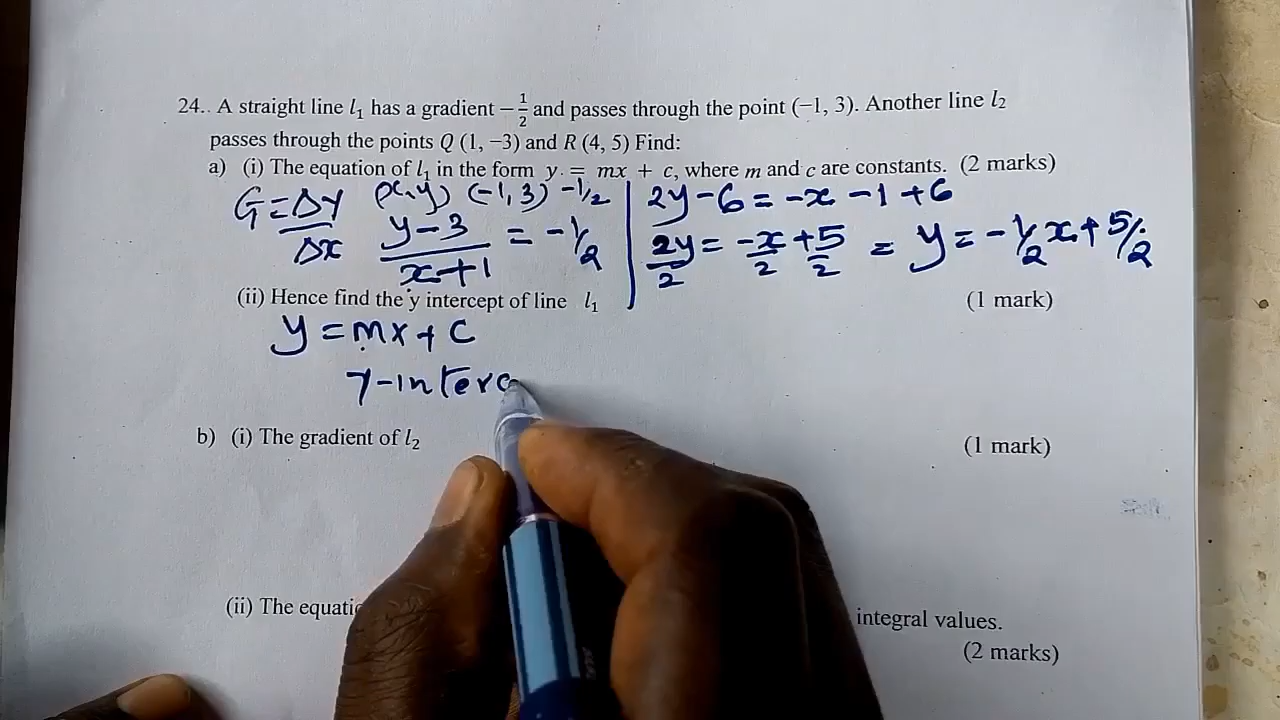 24.. A straight line l₁ has a gradient −1/2 and passes through the point (−1, 3). Another line l₂
passes through the points Q (1, −3) and R (4, 5) Find:
a) (i) The equation of l₁ in the form y = mx + c, where m and c are constants. (2 marks)
G = Δy/Δx (x,y) (-1,3) -1/2
y-3/x+1 = -1/2
2y-6 = -x -1 +6
2y/2 = -x/2 +5/2 = y = -1/2x + 5/2
(ii) Hence find the y intercept of line l₁ (1 mark)
y = mx + c
y-interc
b) (i) The gradient of l₂ (1 mark)
(ii) The equati integral values.
(2 marks)